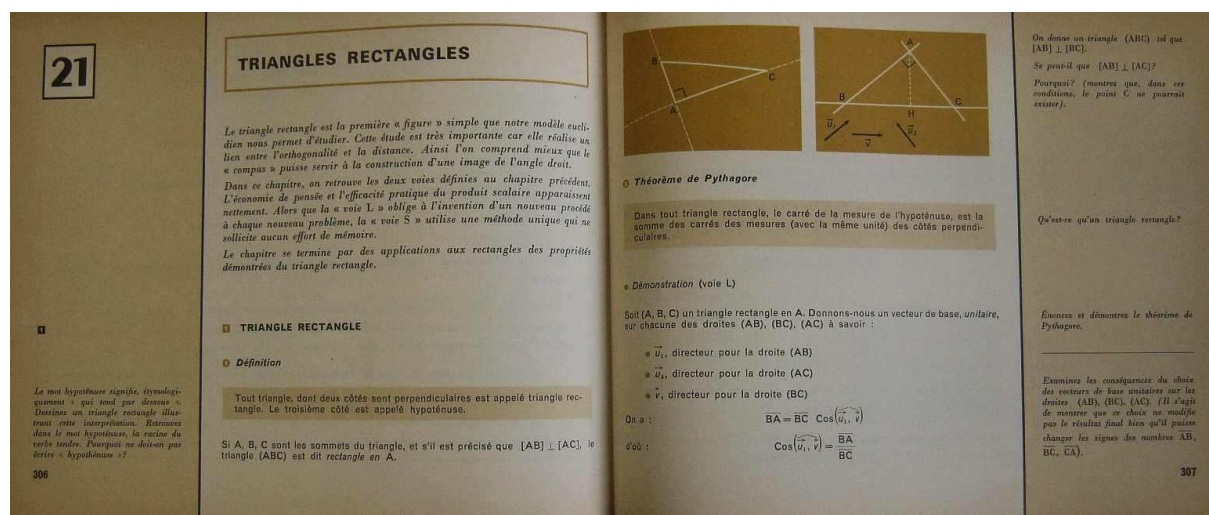 21
TRIANGLES RECTANGLES
Le triangle rectangle est la première « figure » simple que notre modèle eucli-
dien nous permet d'étudier. Cette étude est très importante car elle réalise un
lien entre l'orthogonalité et la distance. Ainsi l'on comprend mieux que le
« compas » puisse servir à la construction d'une image de l'angle droit.
Dans ce chapitre, on retrouve les deux voies définies au chapitre précédent.
L'économie de pensée et l'efficacité pratique du produit scalaire apparaissent
nettement. Alors que la « voie L » oblige à l'invention d'un nouveau procédé
à chaque nouveau problème, la « voie S » utilise une méthode unique qui ne
sollicite aucun effort de mémoire.
Le chapitre se termine par des applications aux rectangles des propriétés
démontrées du triangle rectangle.
1
1 TRIANGLE RECTANGLE
Définition
Tout triangle, dont deux côtés sont perpendiculaires est appelé triangle rec-
tangle. Le troisième côté est appelé hypoténuse.
Si A, B, C sont les sommets du triangle, et s'il est précisé que [AB] ⊥ [AC], le
triangle (ABC) est dit rectangle en A.
Le mot hypoténuse signifie, étymologi-
quement « qui tend par dessous ».
Dessinez un triangle rectangle illus-
trant cette interprétation. Retrouvez
dans le mot hypoténuse, la racine du
verbe tendre. Pourquoi ne doit-on pas
écrire « hypothénuse »?
306
B
C
A
A
B
H
C
u₁
v
u₂
Théorème de Pythagore
Dans tout triangle rectangle, le carré de la mesure de l'hypoténuse, est la
somme des carrés des mesures (avec la même unité) des côtés perpendi-
culaires.
Démonstration (voie L)
Soit (A, B, C) un triangle rectangle en A. Donnons-nous un vecteur de base, unitaire,
sur chacune des droites (AB), (BC), (AC) à savoir :
u₁, directeur pour la droite (AB)
u₂, directeur pour la droite (AC)
v, directeur pour la droite (BC)
On a : BA = BC Cos(u₁, v)
d'où : Cos(u₁, v) = BA
BC
On donne un triangle (ABC) tel que
[AB] ⊥ [BC].
Se peut-il que [AB] ⊥ [AC]?
Pourquoi? (montrez que, dans ces
conditions, le point C ne pourrait
exister).
Qu'est-ce qu'un triangle rectangle?
Énoncez et démontrez le théorème de
Pythagore.
Examinez les conséquences du choix
des vecteurs de base unitaires sur les
droites (AB), (BC), (AC). (Il s'agit
de montrer que ce choix ne modifie
pas le résultat final bien qu'il puisse
changer les signes des nombres AB,
BC, CA).
307